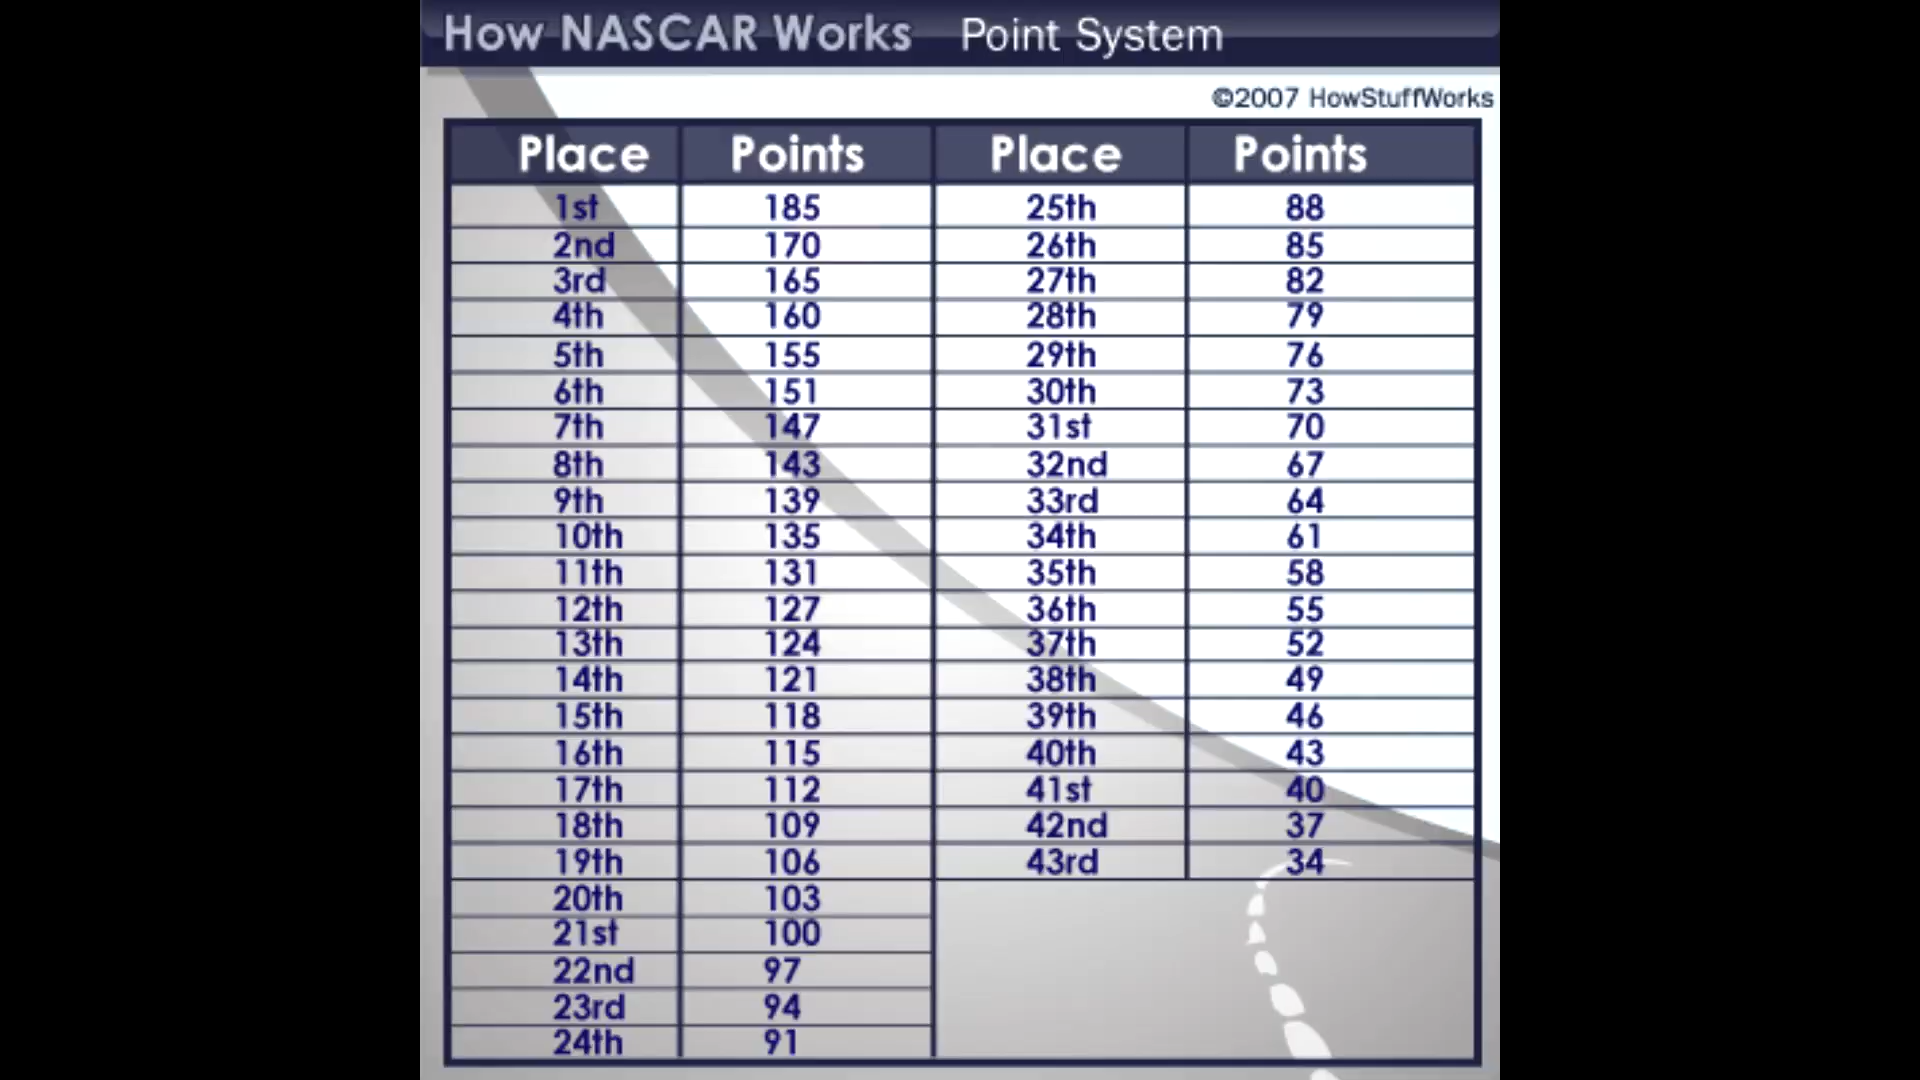 How NASCAR Works Point System
©2007 HowStuffWorks
Place Points Place Points
1st 185 25th 88
2nd 170 26th 85
3rd 165 27th 82
4th 160 28th 79
5th 155 29th 76
6th 151 30th 73
7th 147 31st 70
8th 143 32nd 67
9th 139 33rd 64
10th 135 34th 61
11th 131 35th 58
12th 127 36th 55
13th 124 37th 52
14th 121 38th 49
15th 118 39th 46
16th 115 40th 43
17th 112 41st 40
18th 109 42nd 37
19th 106 43rd 34
20th 103
21st 100
22nd 97
23rd 94
24th 91